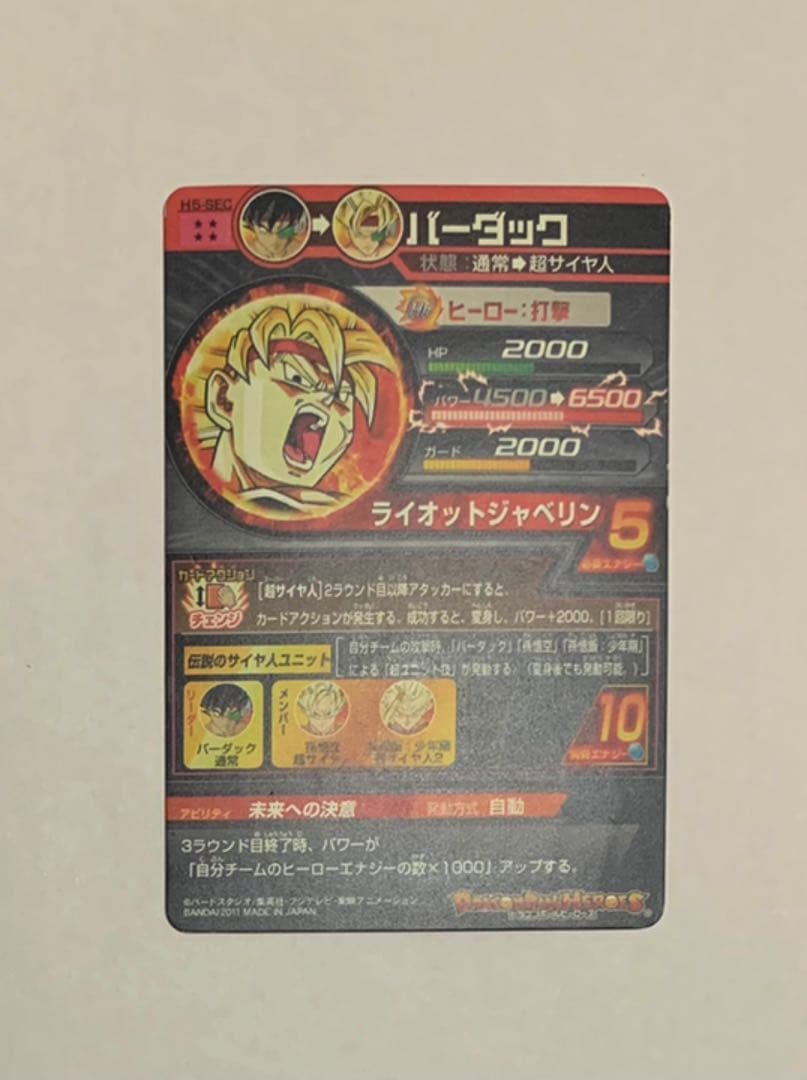 H5-SEC
バーダック
状態：通常➡超サイヤ人
ヒーロー：打撃
HP 2000
パワー 4500➡6500
ガード 2000
ライオットジャベリン 5
必要エナジー
カードアクション
チェンジ
[超サイヤ人]2ラウンド目以降アタッカーにすると、
カードアクションが発生する。成功すると、変身し、パワー+2000。[1回限り]
伝説のサイヤ人ユニット
自分チームの攻撃時、「バーダック」「孫悟空」「孫悟飯：少年期」
による「超ユニット技」が発動する。（変身後でも発動可能。）
リーダー
バーダック
通常
メンバー
孫悟空
超サイヤ人
孫悟飯：少年期
超サイヤ人2
10
必要エナジー
アビリティ 未来への決意 発動方式 自動
3ラウンド目終了時、パワーが
「自分チームのヒーローエナジーの数×1000」アップする。
©バードスタジオ/集英社・フジテレビ・東映アニメーション
BANDAI 2011 MADE IN JAPAN
DRAGONBALL HEROES